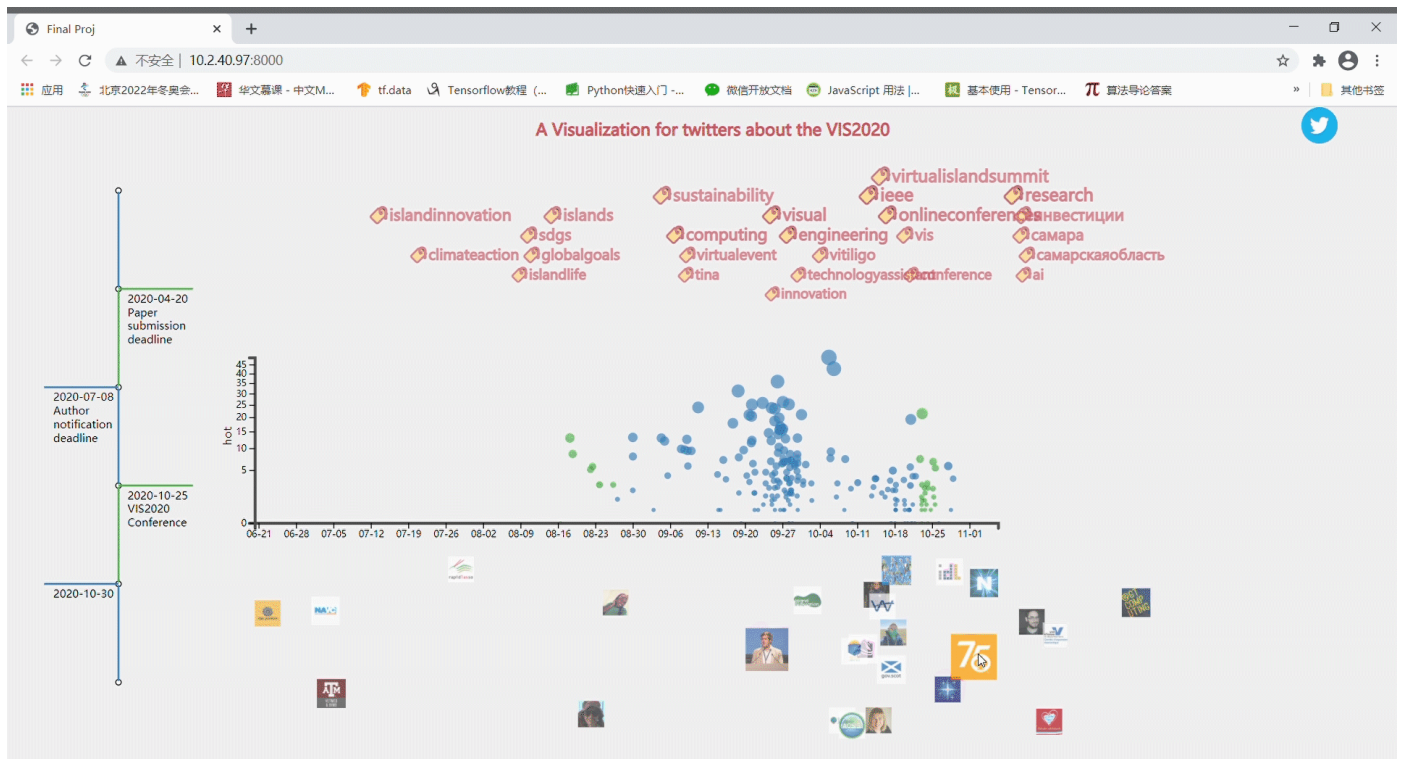 Final Proj
不安全 | 10.2.40.97:8000
应用 北京2022年冬奥会... 华文慕课 - 中文M... tf.data Tensorflow教程（... Python快速入门 -... 微信开放文档 JavaScript 用法 |... 基本使用 - Tensor... 算法导论答案 » 其他书签
A Visualization for twitters about the VIS2020
virtualislandsummit
sustainability ieee research
islandinnovation islands visual onlineconferences инвестиции
sdgs computing engineering vis самара
climateaction globalgoals virtualevent vitiligo самарскаяобласть
islandlife tina technologyassistant conference ai
innovation
2020-04-20
Paper
submission
deadline
2020-07-08
Author
notification
deadline
2020-10-25
VIS2020
Conference
2020-10-30
hot
45
40
35
30
25
20
15
10
5
0
06-21 06-28 07-05 07-12 07-19 07-26 08-02 08-09 08-16 08-23 08-30 09-06 09-13 09-20 09-27 10-04 10-11 10-18 10-25 11-01
idl
N
NAVC
75
gov.scot
ATM